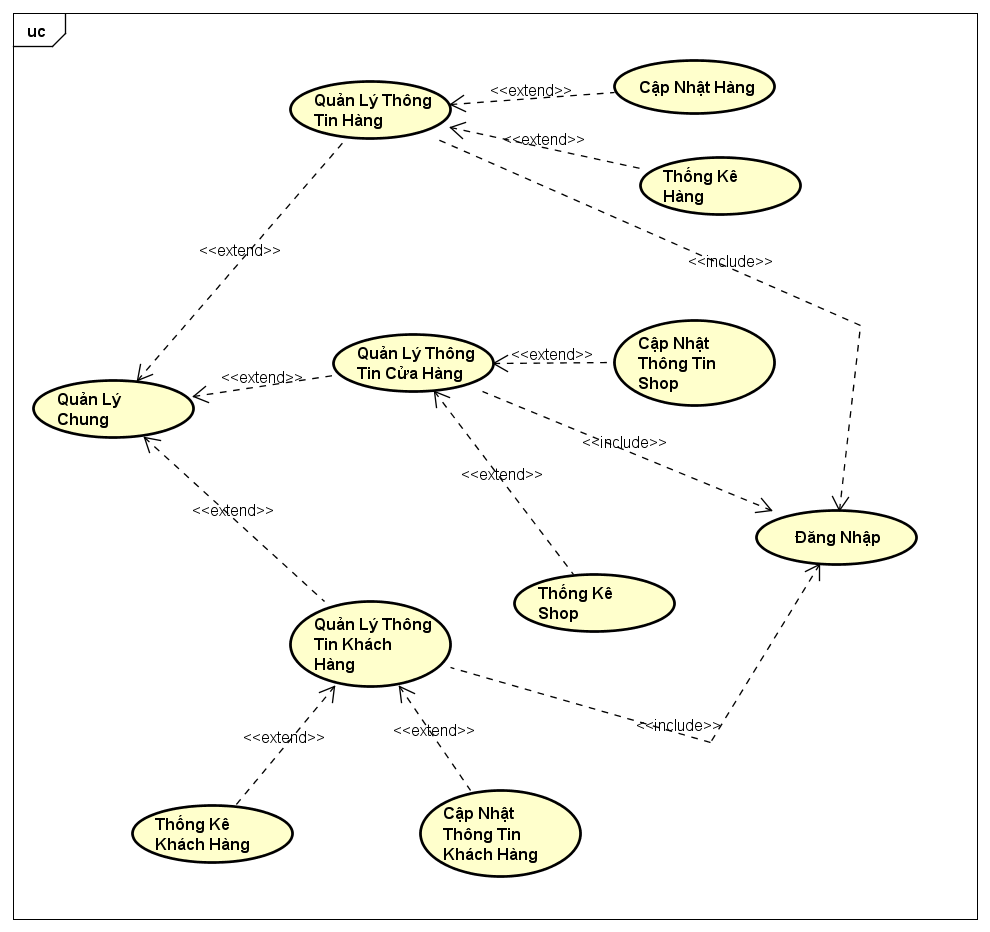 uc
Cập Nhật Hàng
<<extend>>
Quản Lý Thông
Tin Hàng
<<extend>>
Thống Kê
Hàng
<<extend>>
<<include>>
Cập Nhật
Thông Tin
Shop
<<extend>>
Quản Lý Thông
Tin Cửa Hàng
<<extend>>
Quản Lý
Chung
<<include>>
<<extend>>
<<extend>>
Đăng Nhập
Thống Kê
Shop
Quản Lý Thông
Tin Khách
Hàng
<<include>>
<<extend>>
<<extend>>
Thống Kê
Khách Hàng
Cập Nhật
Thông Tin
Khách Hàng